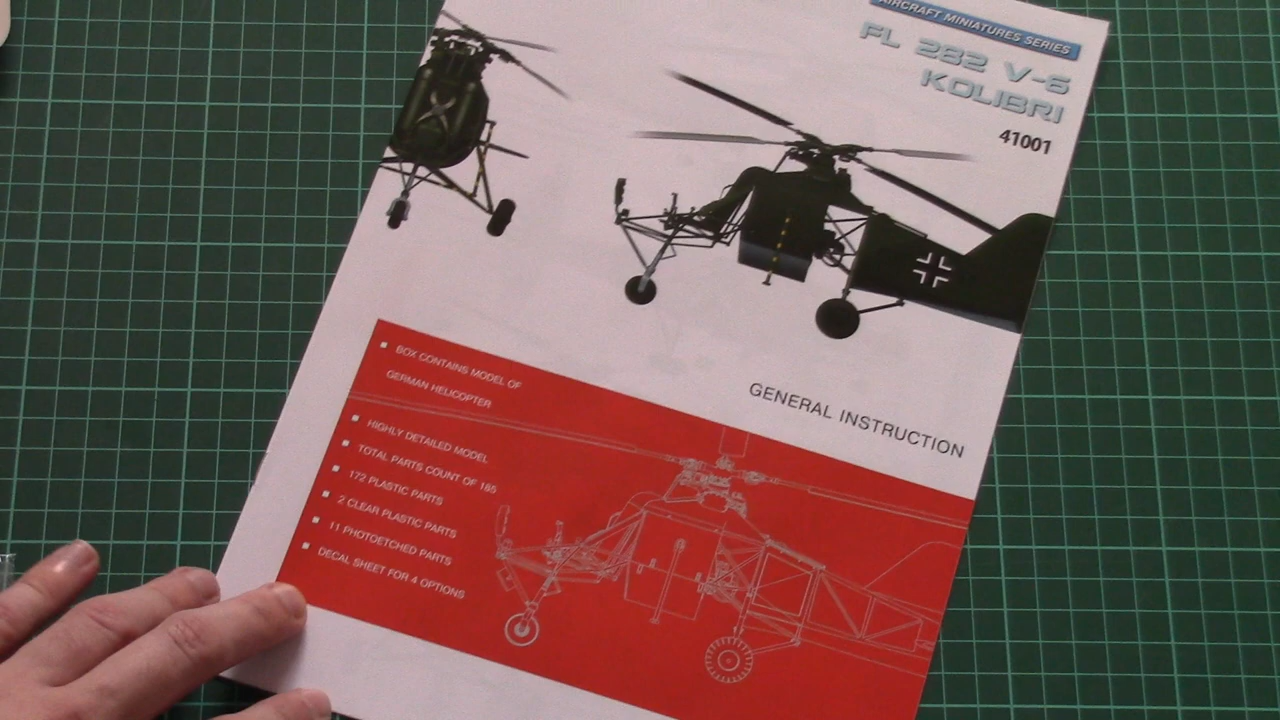 AIRCRAFT MINIATURES SERIES
FL 282 V-6
KOLIBRI
41001
GENERAL INSTRUCTION
BOX CONTAINS MODEL OF
GERMAN HELICOPTER
HIGHLY DETAILED MODEL
TOTAL PARTS COUNT OF 185
172 PLASTIC PARTS
2 CLEAR PLASTIC PARTS
11 PHOTOETCHED PARTS
DECAL SHEET FOR 4 OPTIONS